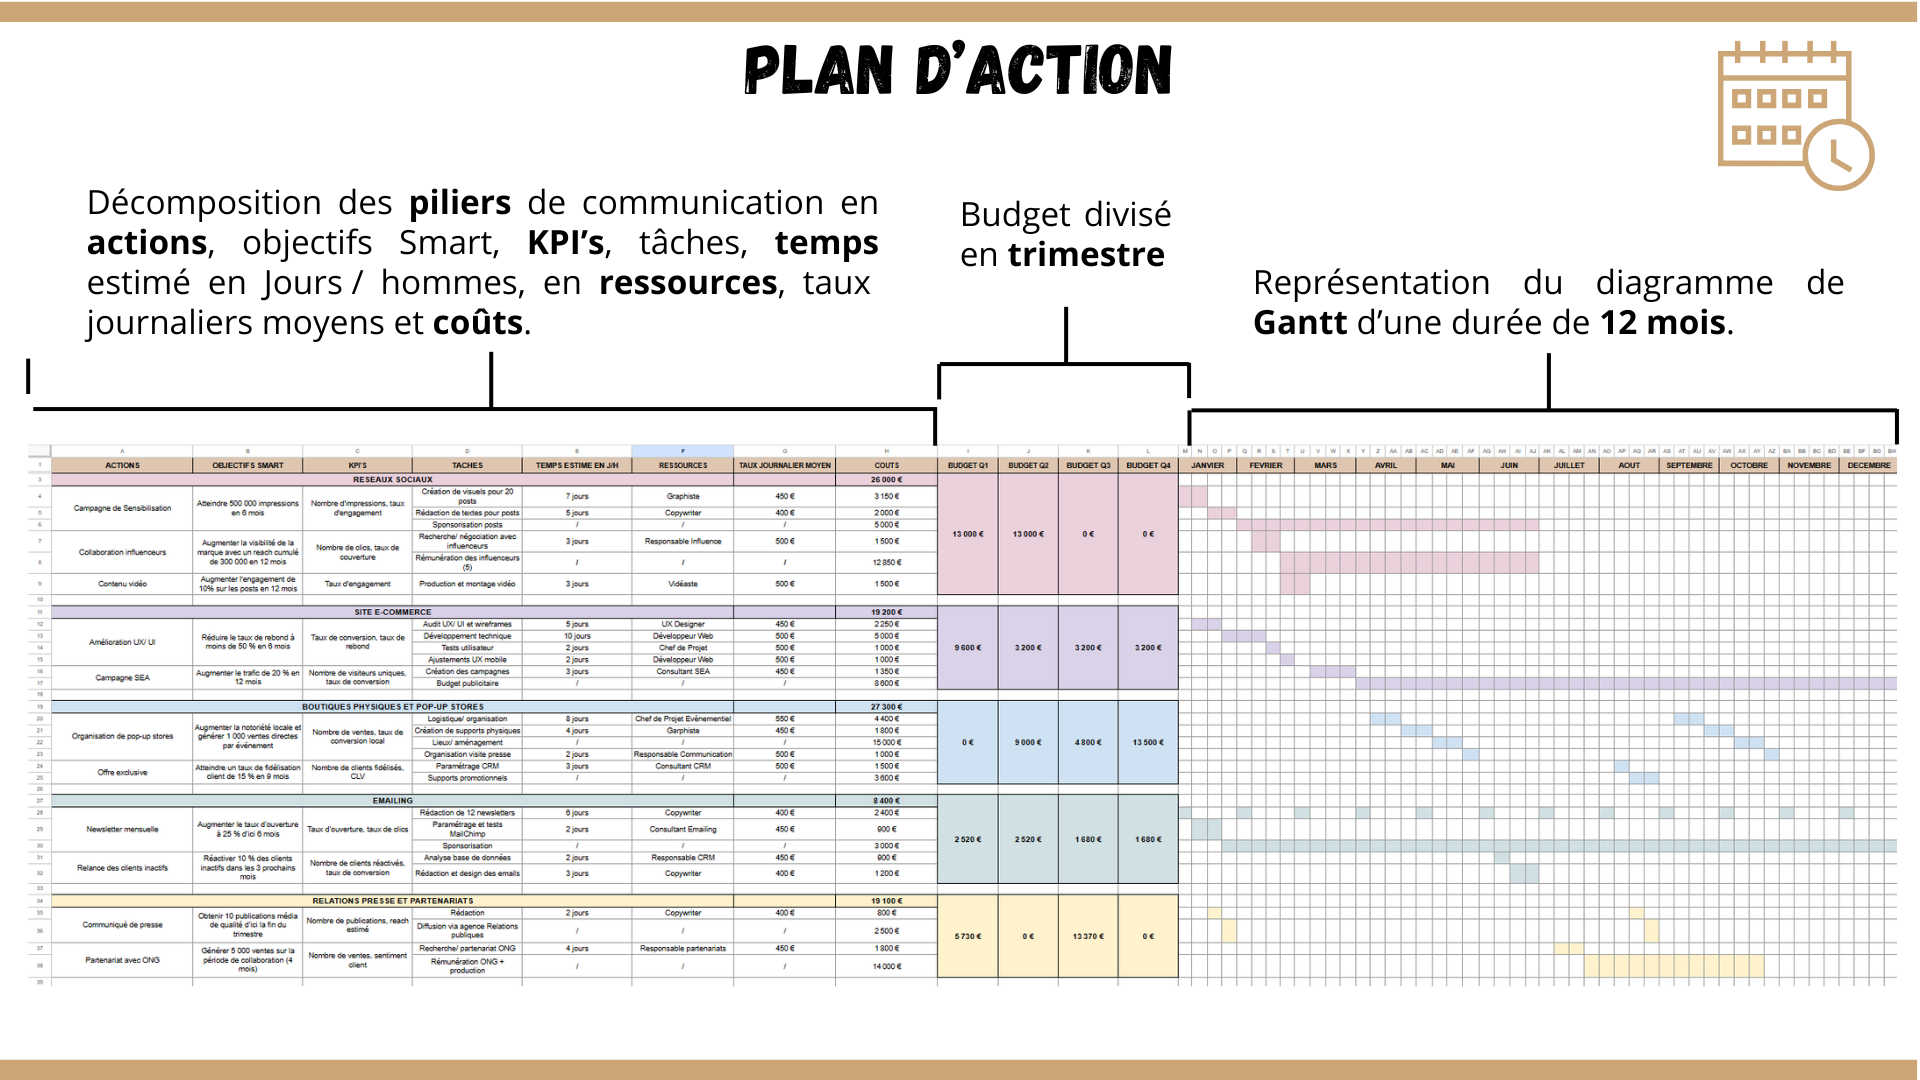 PLAN D'ACTION
Décomposition des piliers de communication en
actions, objectifs Smart, KPI's, tâches, temps
estimé en Jours / hommes, en ressources, taux
journaliers moyens et coûts.
Budget divisé
en trimestre
Représentation du diagramme de
Gantt d'une durée de 12 mois.
ACTIONS OBJECTIFS SMART KPI'S TACHES TEMPS ESTIME EN J/H RESSOURCES TAUX JOURNALIER MOYEN COUTS BUDGET Q1 BUDGET Q2 BUDGET Q3 BUDGET Q4 JANVIER FEVRIER MARS AVRIL MAI JUIN JUILLET AOUT SEPTEMBRE OCTOBRE NOVEMBRE DECEMBRE
RESEAUX SOCIAUX 26 000 €
Campagne de Sensibilisation
Atteindre 500 000 impressions
en 6 mois
Nombre d'impressions, taux
d'engagement
Création de visuels pour 20
posts
7 jours Graphiste 450 € 3 150 €
Rédaction de textes pour posts 5 jours Copywriter 400 € 2 000 €
Sponsorisation posts / / / 5 000 €
Collaboration influenceurs
Augmenter la visibilité de la
marque avec un reach cumulé
de 300 000 en 12 mois
Nombre de clics, taux de
couverture
Recherche/ négociation avec
influenceurs
3 jours Responsable Influence 500 € 1 500 €
Rémunération des influenceurs
(5)
/ / / 12 850 €
Contenu vidéo
Augmenter l'engagement de
10% sur les posts en 12 mois
Taux d'engagement Production et montage vidéo 3 jours Vidéaste 500 € 1 500 €
13 000 € 13 000 € 0 € 0 €
SITE E-COMMERCE 19 200 €
Amélioration UX/ UI
Réduire le taux de rebond à
moins de 50 % en 6 mois
Taux de conversion, taux de
rebond
Audit UX/ UI et wireframes 5 jours UX Designer 450 € 2 250 €
Développement technique 10 jours Développeur Web 500 € 5 000 €
Tests utilisateur 2 jours Chef de Projet 500 € 1 000 €
Ajustements UX mobile 2 jours Développeur Web 500 € 1 000 €
Campagne SEA
Augmenter le trafic de 20 % en
12 mois
Nombre de visiteurs uniques,
taux de conversion
Création des campagnes 3 jours Consultant SEA 450 € 1 350 €
Budget publicitaire / / / 8 600 €
9 600 € 3 200 € 3 200 € 3 200 €
BOUTIQUES PHYSIQUES ET POP-UP STORES 27 300 €
Organisation de pop-up stores
Augmenter la notoriété locale et
générer 1 000 ventes directes
par événement
Nombre de ventes, taux de
conversion local
Logistique/ organisation 8 jours Chef de Projet Evènementiel 550 € 4 400 €
Création de supports physiques 4 jours Garphiste 450 € 1 800 €
Lieux/ aménagement / / / 15 000 €
Organisation visite presse 2 jours Responsable Communication 500 € 1 000 €
Offre exclusive
Atteindre un taux de fidélisation
client de 15 % en 9 mois
Nombre de clients fidélisés,
CLV
Paramétrage CRM 3 jours Consultant CRM 500 € 1 500 €
Supports promotionnels / / / 3 600 €
0 € 9 000 € 4 800 € 13 500 €
EMAILING 8 400 €
Newsletter mensuelle
Augmenter le taux d'ouverture
à 25 % d'ici 6 mois
Taux d'ouverture, taux de clics
Rédaction de 12 newsletters 6 jours Copywriter 400 € 2 400 €
Paramétrage et tests
MailChimp
2 jours Consultant Emailing 450 € 900 €
Sponsorisation / / / 3 000 €
Relance des clients inactifs
Réactiver 10 % des clients
inactifs dans les 3 prochains
mois
Nombre de clients réactivés,
taux de conversion
Analyse base de données 2 jours Responsable CRM 450 € 900 €
Rédaction et design des emails 3 jours Copywriter 400 € 1 200 €
2 520 € 2 520 € 1 680 € 1 680 €
RELATIONS PRESSE ET PARTENARIATS 19 100 €
Communiqué de presse
Obtenir 10 publications média
de qualité d'ici la fin du
trimestre
Nombre de publications, reach
estimé
Rédaction 2 jours Copywriter 400 € 800 €
Diffusion via agence Relations
publiques
/ / / 2 500 €
Partenariat avec ONG
Générer 5 000 ventes sur la
période de collaboration (4
mois)
Nombre de ventes, sentiment
client
Recherche/ partenariat ONG 4 jours Responsable partenariats 450 € 1 800 €
Rémunération ONG +
production
/ / / 14 000 €
5 730 € 0 € 13 370 € 0 €